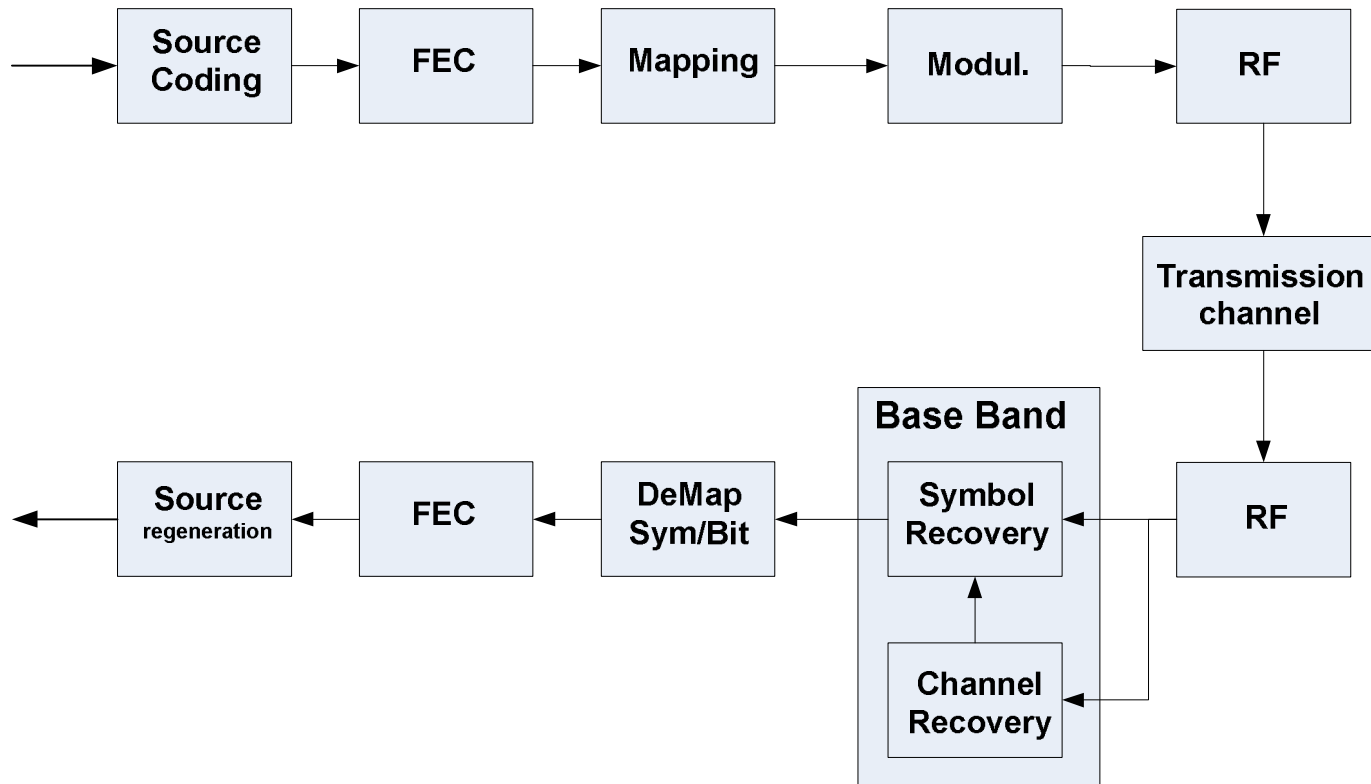 Source
Coding
FEC
Mapping
Modul.
RF
Transmission
channel
Base Band
Source
regeneration
FEC
DeMap
Sym/Bit
Symbol
Recovery
RF
Channel
Recovery